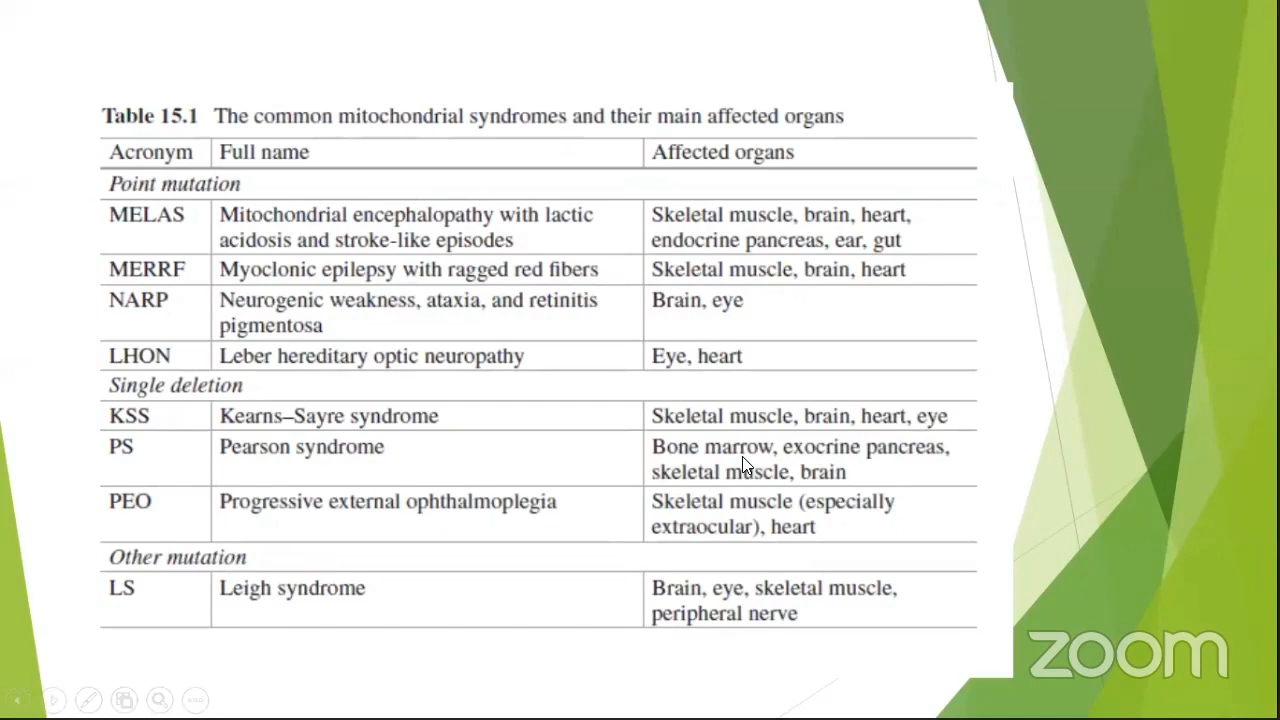 Table 15.1 The common mitochondrial syndromes and their main affected organs
Acronym Full name Affected organs
Point mutation
MELAS Mitochondrial encephalopathy with lactic Skeletal muscle, brain, heart,
acidosis and stroke-like episodes endocrine pancreas, ear, gut
MERRF Myoclonic epilepsy with ragged red fibers Skeletal muscle, brain, heart
NARP Neurogenic weakness, ataxia, and retinitis Brain, eye
pigmentosa
LHON Leber hereditary optic neuropathy Eye, heart
Single deletion
KSS Kearns–Sayre syndrome Skeletal muscle, brain, heart, eye
PS Pearson syndrome Bone marrow, exocrine pancreas,
skeletal muscle, brain
PEO Progressive external ophthalmoplegia Skeletal muscle (especially
extraocular), heart
Other mutation
LS Leigh syndrome Brain, eye, skeletal muscle,
peripheral nerve
zoom